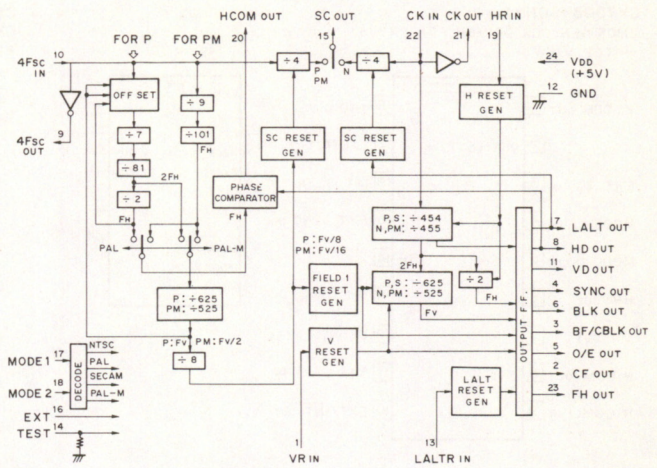 HCOM OUT
SC OUT
CK IN
CK OUT
HR IN
20
15
22
21
19
FOR P
FOR PM
4FSC IN
10
÷4
P
PM
N
÷4
24
VDD (+5V)
12
GND
OFF SET
÷9
H RESET GEN
9
4FSC OUT
÷7
÷101
FH
SC RESET GEN
SC RESET GEN
÷81
2FH
÷2
FH
PHASE COMPARATOR
FH
P,S: ÷454
N,PM: ÷455
PAL
PAL-M
2FH
÷2
FH
P: ÷625
PM: ÷525
P: FV/8
PM: FV/16
FIELD 1 RESET GEN
P,S: ÷625
N,PM: ÷525
FV
OUTPUT F.F.
7
LALT OUT
8
HD OUT
11
VD OUT
4
SYNC OUT
6
BLK OUT
3
BF/CBLK OUT
5
O/E OUT
2
CF OUT
23
FH OUT
P: FV
PM: FV/2
÷8
V RESET GEN
LALT RESET GEN
MODE 1
17
MODE 2
18
DECODE
NTSC
PAL
SECAM
PAL-M
EXT
16
TEST
14
1
VR IN
13
LALTR IN